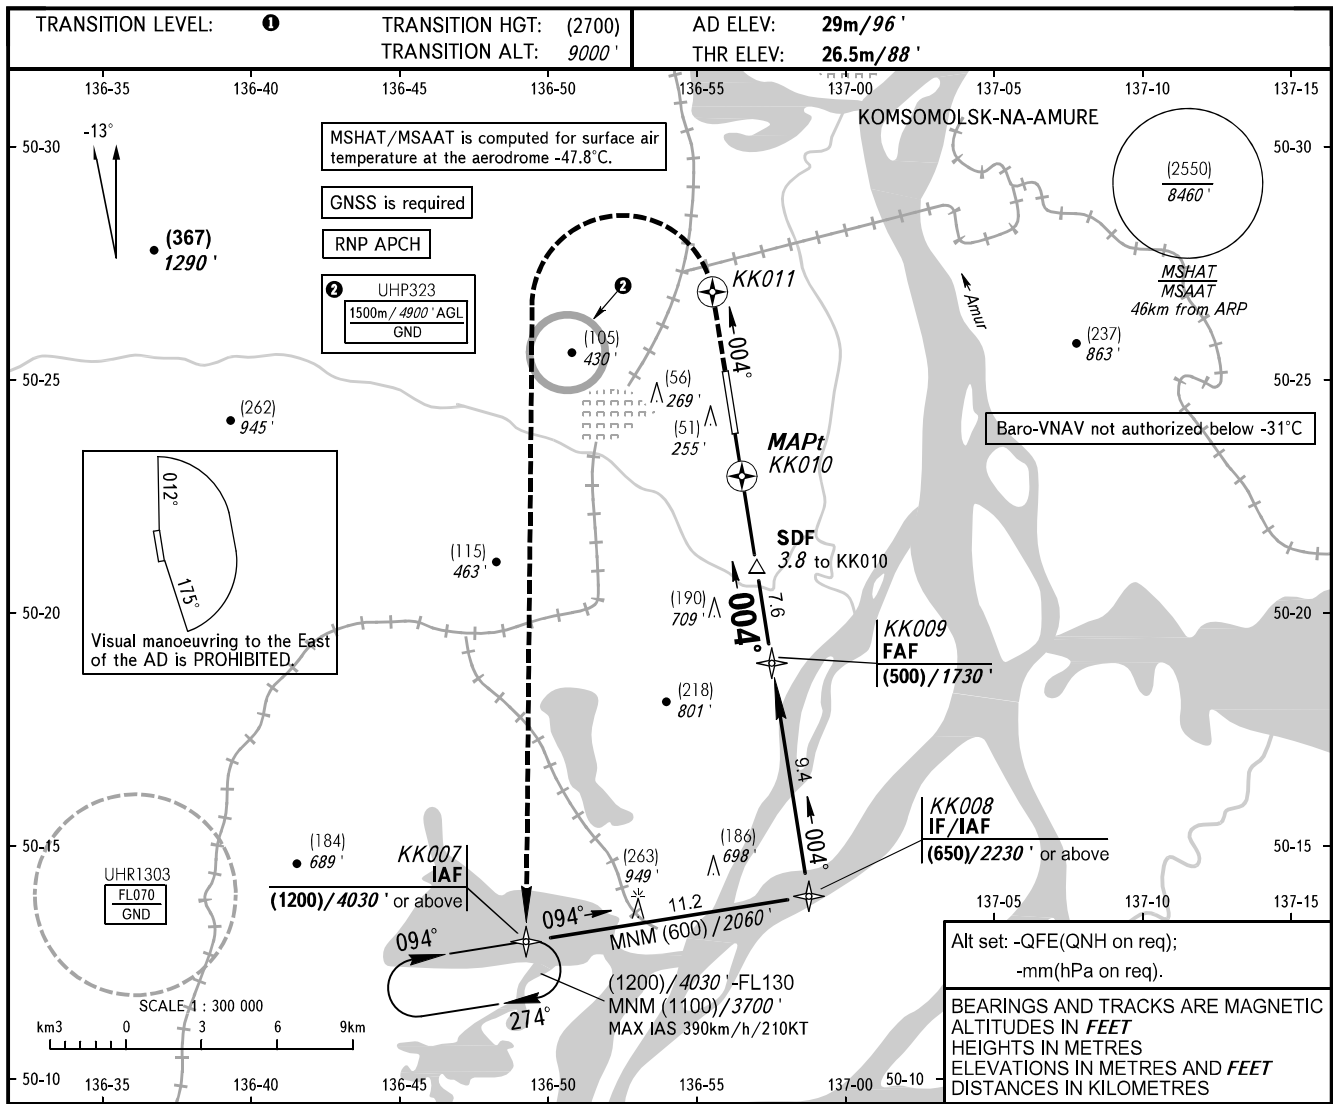 TRANSITION LEVEL: ❶ TRANSITION HGT: (2700)
TRANSITION ALT: 9000 '
AD ELEV: 29m/96 '
THR ELEV: 26.5m/88 '
136-35 136-40 136-45 136-50 136-55 137-00 137-05 137-10 137-15
KOMSOMOLSK-NA-AMURE
-13°
50-30
50-30
MSHAT/MSAAT is computed for surface air
temperature at the aerodrome -47.8°C.
GNSS is required
RNP APCH
(2550)
8460 '
MSHAT
MSAAT
46km from ARP
(367)
1290 '
❷ UHP323
1500m/4900 ' AGL
GND
❷
KK011
Amur
(105)
430 '
004°
(237)
863 '
50-25
50-25
(56)
269 '
(51)
255 '
(262)
945 '
Baro-VNAV not authorized below -31°C
MAPt
KK010
012°
175°
Visual manoeuvring to the East
of the AD is PROHIBITED.
(115)
463 '
SDF
3.8 to KK010
7.6
004°
(190)
709 '
50-20
50-20
KK009
FAF
(500)/1730 '
(218)
801 '
9.4
004°
KK008
IF/IAF
(650)/2230 ' or above
50-15
50-15
(184)
689 '
KK007
IAF
(1200)/4030 ' or above
(263)
949 '
(186)
698 '
UHR1303
FL070
GND
094°
11.2
MNM (600)/2060 '
137-05 137-10 137-15
094°
274°
(1200)/4030 ' -FL130
MNM (1100)/3700 '
MAX IAS 390km/h/210KT
Alt set: -QFE(QNH on req);
-mm(hPa on req).
BEARINGS AND TRACKS ARE MAGNETIC
ALTITUDES IN FEET
HEIGHTS IN METRES
ELEVATIONS IN METRES AND FEET
DISTANCES IN KILOMETRES
SCALE 1 : 300 000
km3 0 3 6 9km
50-10 136-35 136-40 136-45 136-50 136-55 137-00 50-10